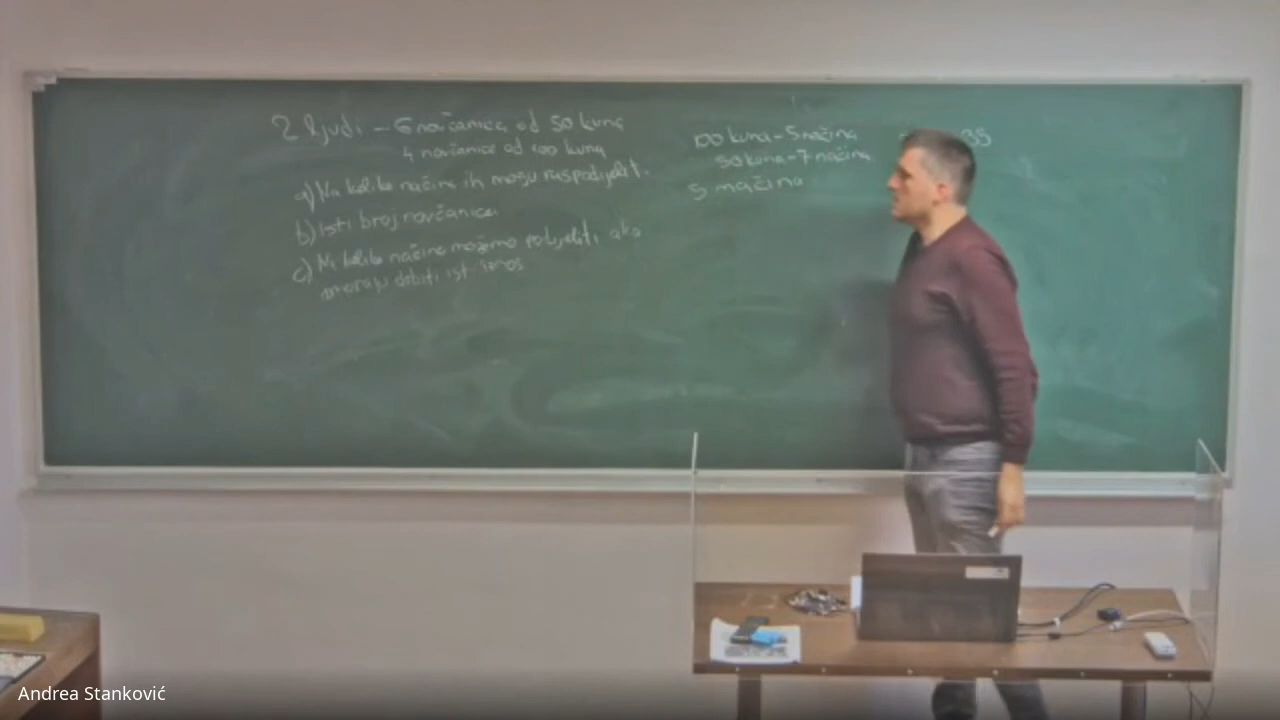 2 ljudi - 6 novčanica od 50 kuna
4 novčanice od 100 kuna
a) Na koliko načina ih mogu raspodijeliti.
b) isti broj novčanica
c) Na koliko načina možemo podijeliti ako
moraju dobiti isti iznos
100 kuna - 5 načina
50 kuna - 7 načina
5 načina
35
Andrea Stanković